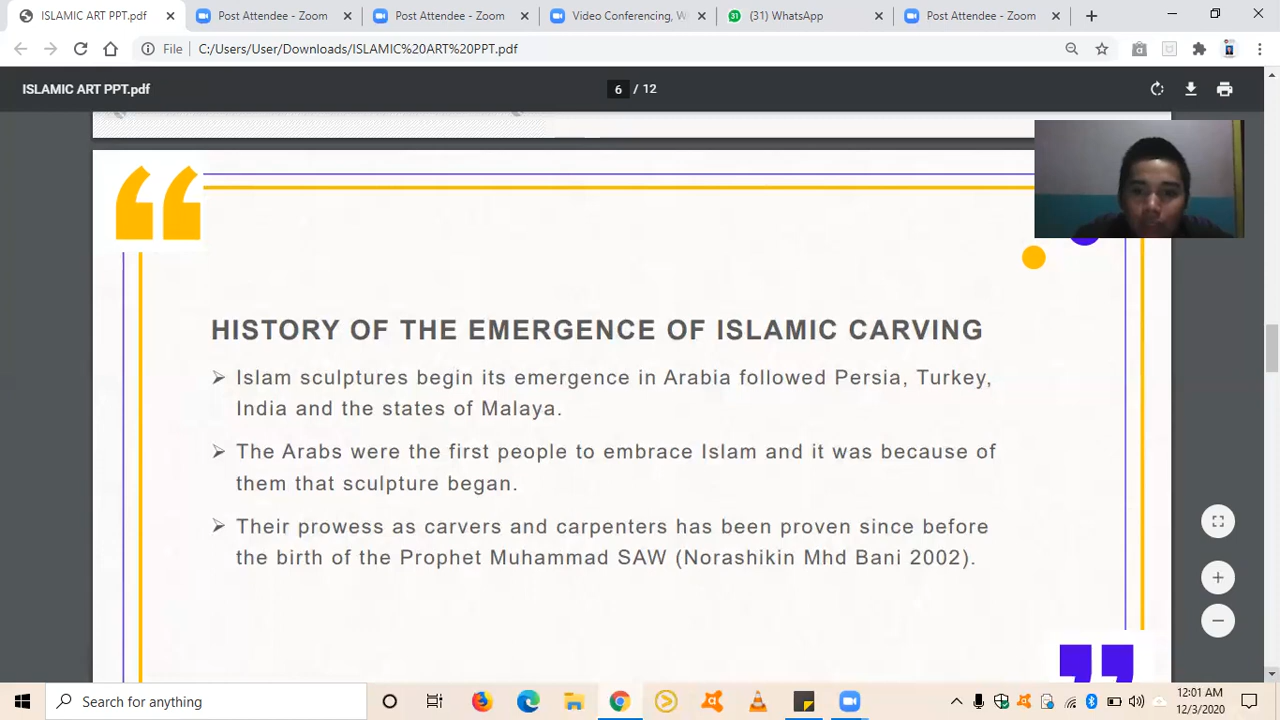 ISLAMIC ART PPT.pdf
Post Attendee - Zoom
Post Attendee - Zoom
Video Conferencing, W
(31) WhatsApp
Post Attendee - Zoom
File C:/Users/User/Downloads/ISLAMIC%20ART%20PPT.pdf
ISLAMIC ART PPT.pdf
6 / 12
HISTORY OF THE EMERGENCE OF ISLAMIC CARVING
➢ Islam sculptures begin its emergence in Arabia followed Persia, Turkey,
India and the states of Malaya.
➢ The Arabs were the first people to embrace Islam and it was because of
them that sculpture began.
➢ Their prowess as carvers and carpenters has been proven since before
the birth of the Prophet Muhammad SAW (Norashikin Mhd Bani 2002).
Search for anything
12:01 AM
12/3/2020